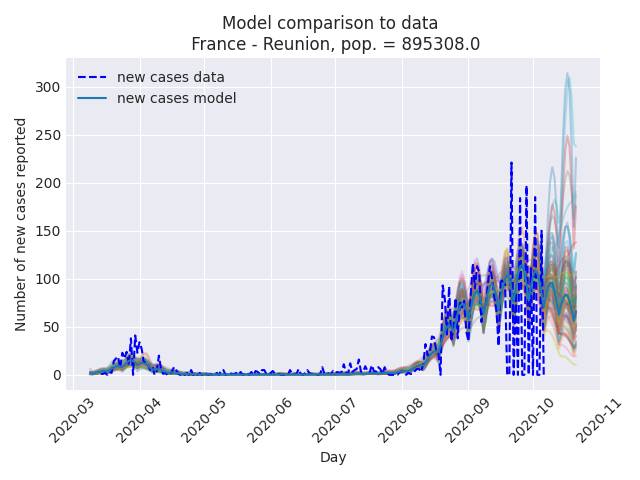 Model comparison to data
France - Reunion, pop. = 895308.0
new cases data
new cases model
Number of new cases reported
300
250
200
150
100
50
0
2020-03
2020-04
2020-05
2020-06
2020-07
2020-08
2020-09
2020-10
2020-11
Day